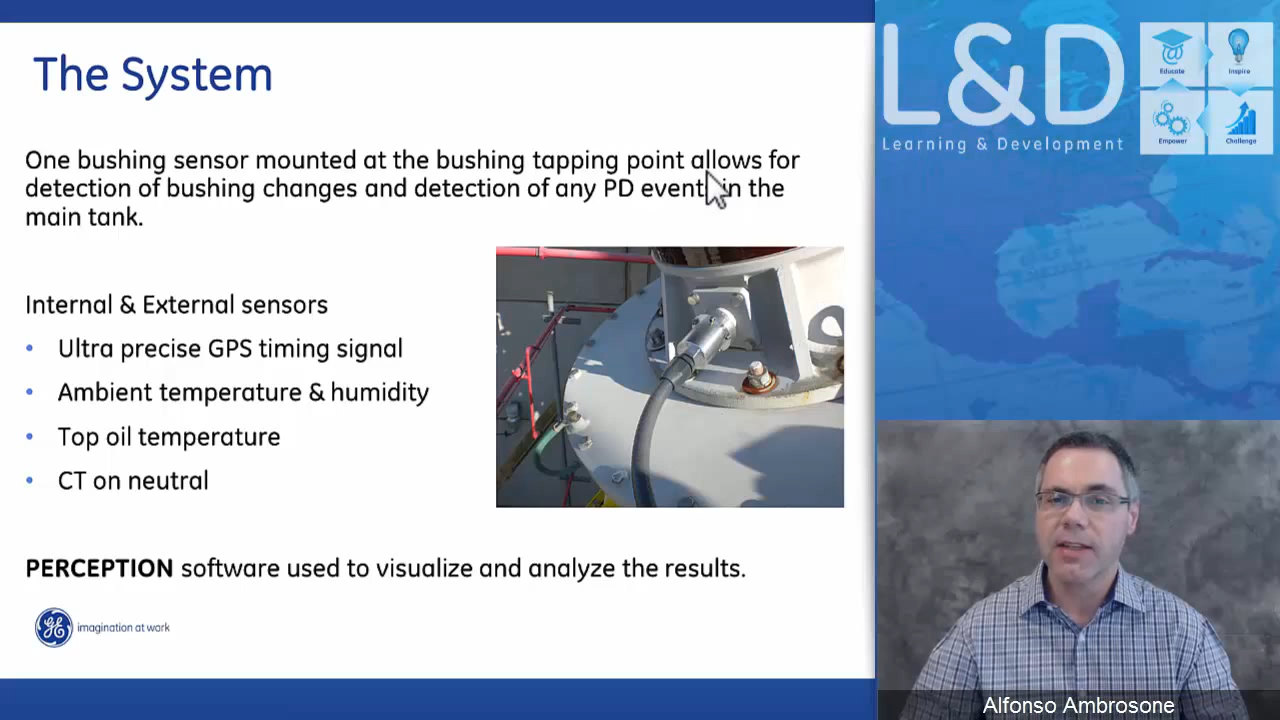 The System
One bushing sensor mounted at the bushing tapping point allows for
detection of bushing changes and detection of any PD event in the
main tank.
Internal & External sensors
• Ultra precise GPS timing signal
• Ambient temperature & humidity
• Top oil temperature
• CT on neutral
PERCEPTION software used to visualize and analyze the results.
GE imagination at work
L&D
Learning & Development
Educate
Inspire
Empower
Challenge
Alfonso Ambrosone